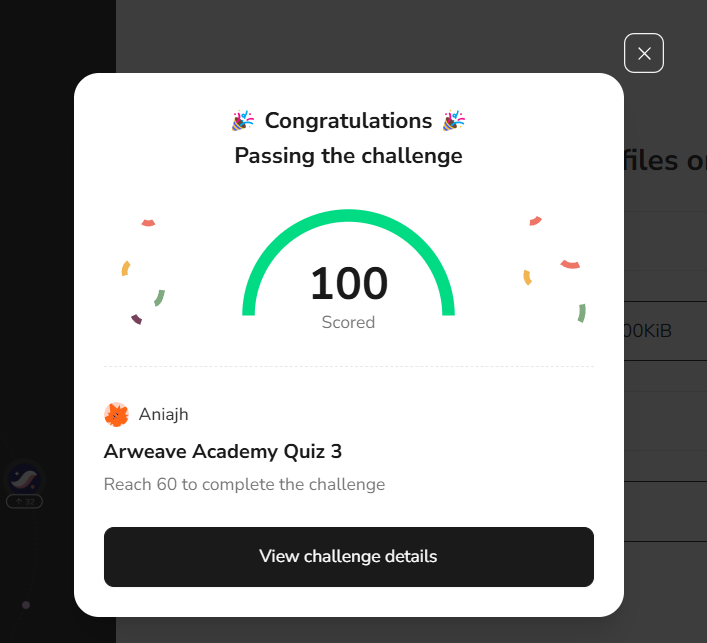 Congratulations
Passing the challenge
files o
100
Scored
00KiB
Aniajh
Arweave Academy Quiz 3
Reach 60 to complete the challenge
View challenge details